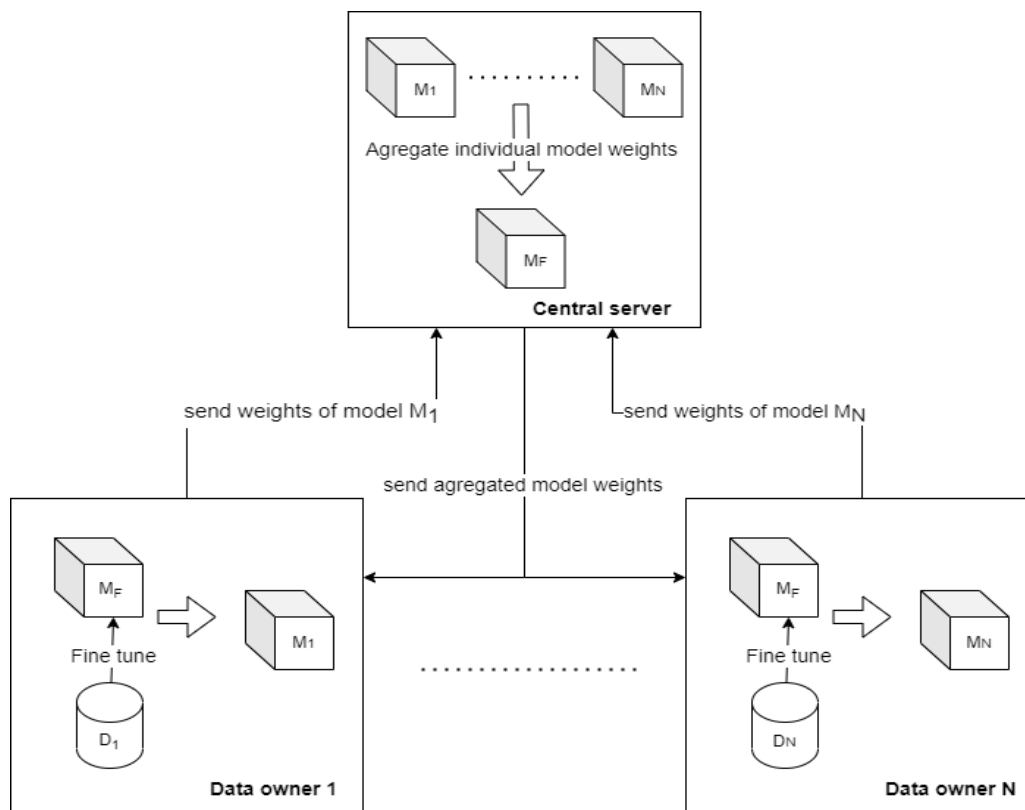 M1
MN
Agregate individual model weights
MF
Central server
send weights of model M1
send weights of model MN
send agregated model weights
MF
M1
Fine tune
D1
Data owner 1
MF
MN
Fine tune
DN
Data owner N